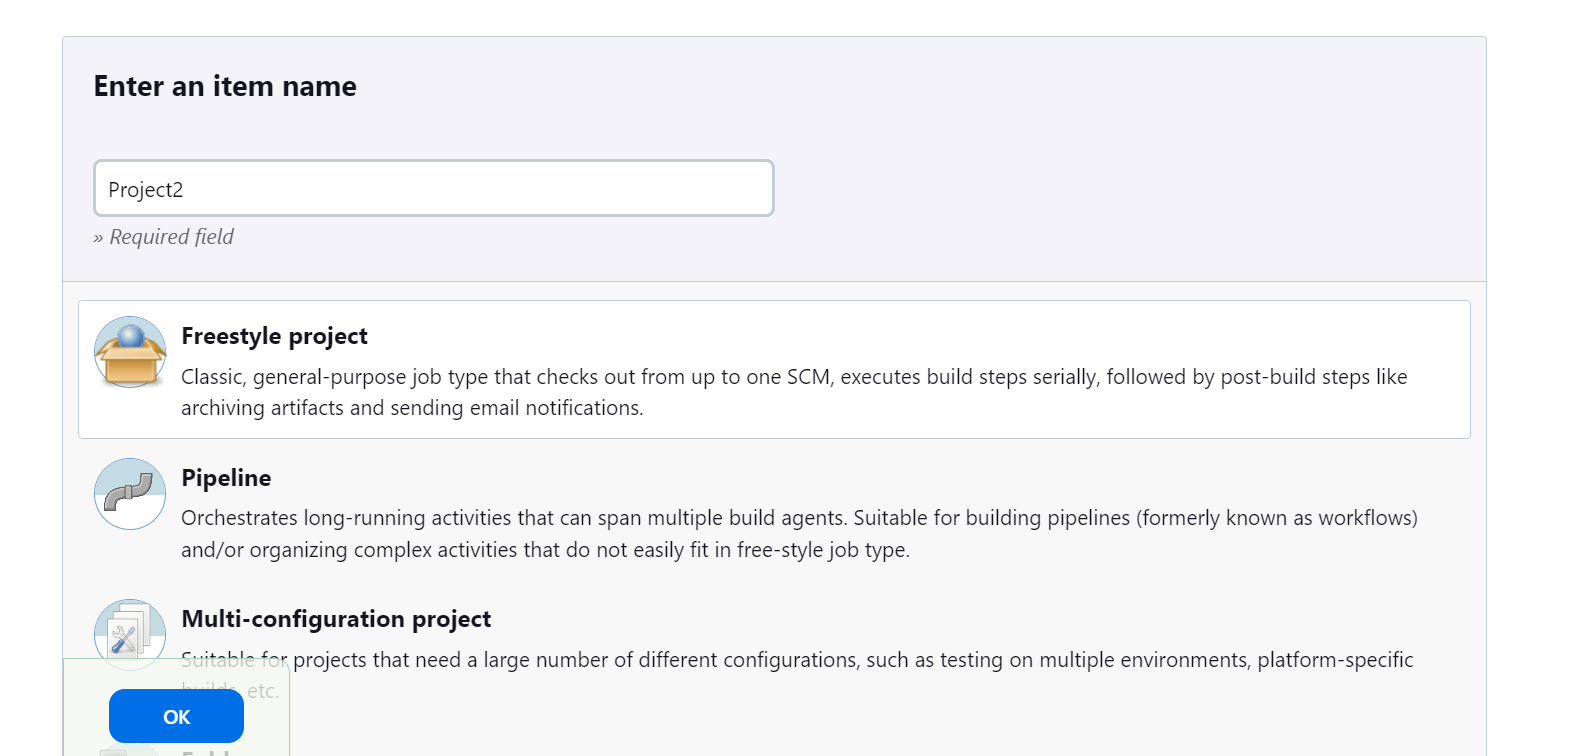 Enter an item name
Project2
» Required field
Freestyle project
Classic, general-purpose job type that checks out from up to one SCM, executes build steps serially, followed by post-build steps like
archiving artifacts and sending email notifications.
Pipeline
Orchestrates long-running activities that can span multiple build agents. Suitable for building pipelines (formerly known as workflows)
and/or organizing complex activities that do not easily fit in free-style job type.
Multi-configuration project
Suitable for projects that need a large number of different configurations, such as testing on multiple environments, platform-specific
builds, etc.
OK